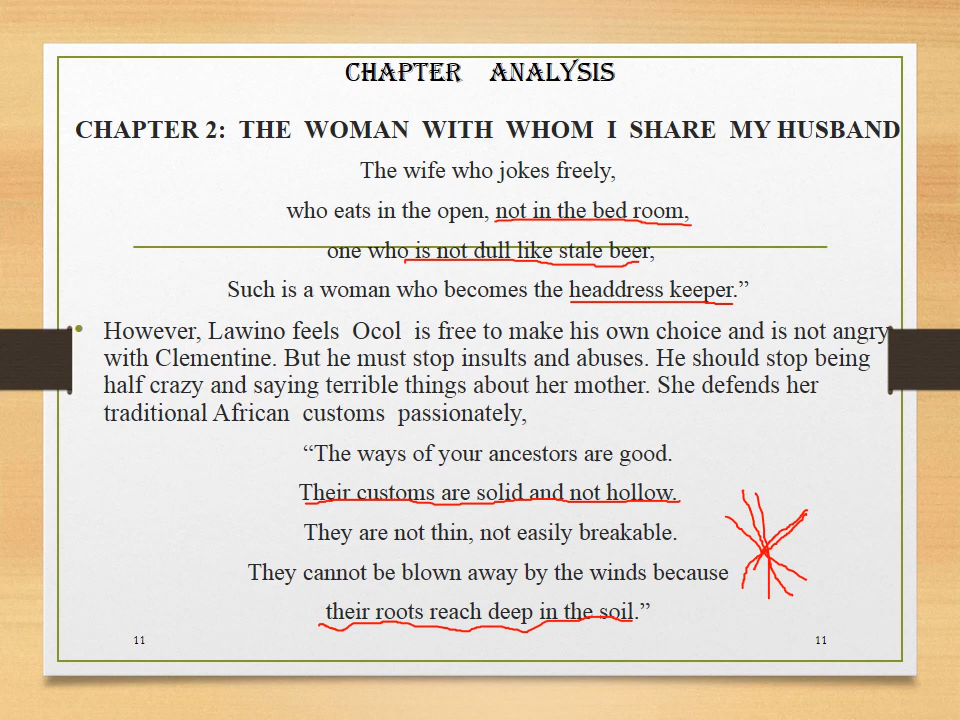 CHAPTER ANALYSIS
CHAPTER 2: THE WOMAN WITH WHOM I SHARE MY HUSBAND
The wife who jokes freely,
who eats in the open, not in the bed room,
one who is not dull like stale beer,
Such is a woman who becomes the headdress keeper.”
• However, Lawino feels Ocol is free to make his own choice and is not angry
with Clementine. But he must stop insults and abuses. He should stop being
half crazy and saying terrible things about her mother. She defends her
traditional African customs passionately,
“The ways of your ancestors are good.
Their customs are solid and not hollow.
They are not thin, not easily breakable.
They cannot be blown away by the winds because
their roots reach deep in the soil.”
11 11